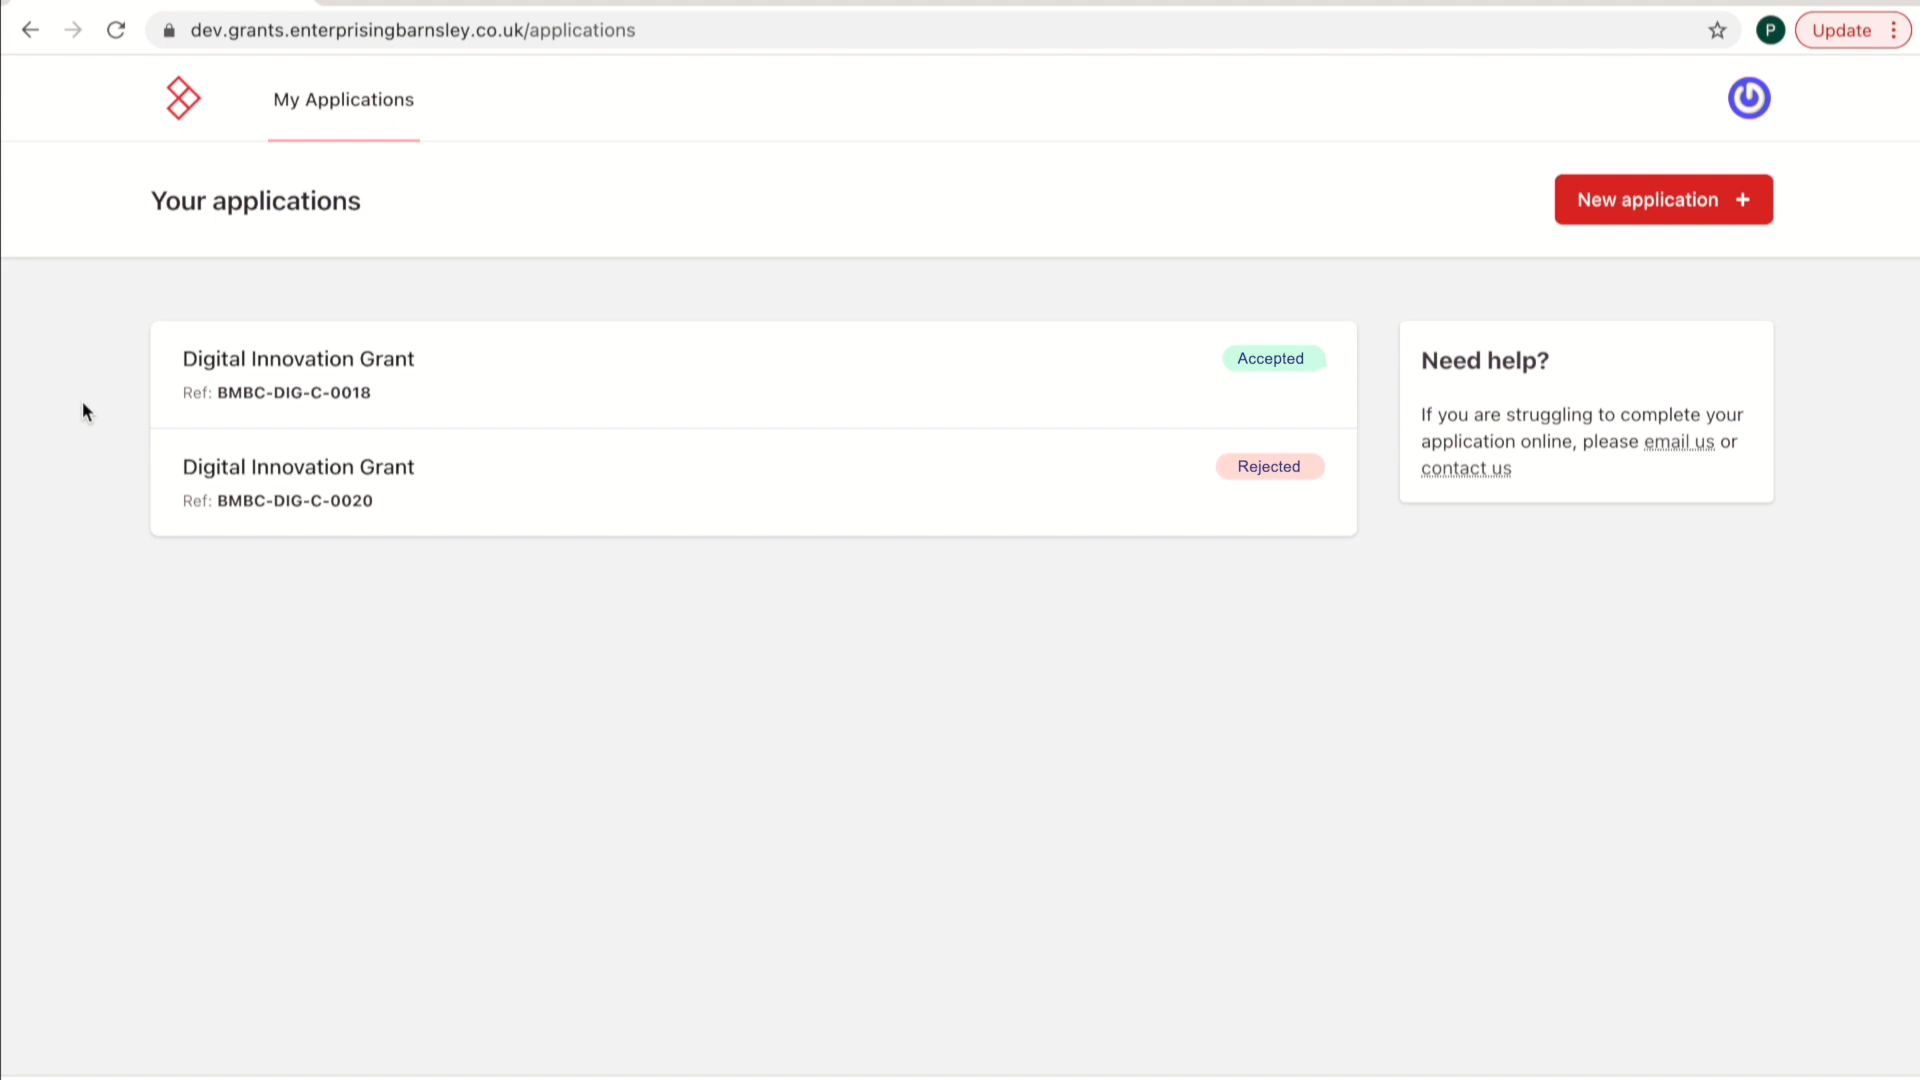 dev.grants.enterprisingbarnsley.co.uk/applications
P
Update
My Applications
Your applications
New application +
Digital Innovation Grant
Accepted
Ref: BMBC-DIG-C-0018
Digital Innovation Grant
Rejected
Ref: BMBC-DIG-C-0020
Need help?
If you are struggling to complete your
application online, please email us or
contact us